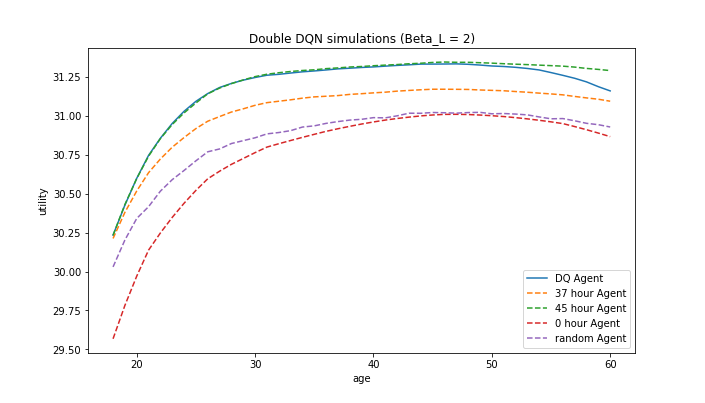 Double DQN simulations (Beta_L = 2)
utility
31.25
31.00
30.75
30.50
30.25
30.00
29.75
29.50
20
30
40
50
60
age
DQ Agent
37 hour Agent
45 hour Agent
0 hour Agent
random Agent